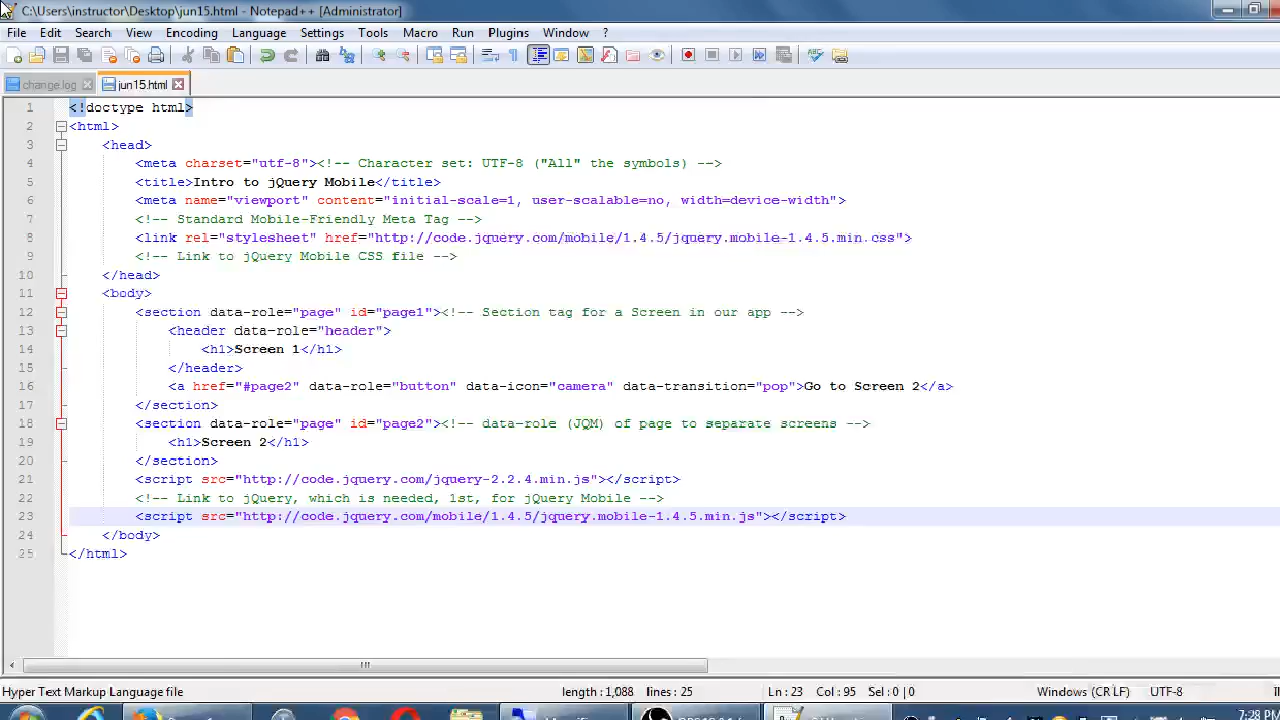 C:\Users\instructor\Desktop\jun15.html - Notepad++ [Administrator]
File Edit Search View Encoding Language Settings Tools Macro Run Plugins Window ?
change.log jun15.html
1 <!doctype html>
2 <html>
3 <head>
4 <meta charset="utf-8"><!-- Character set: UTF-8 ("All" the symbols) -->
5 <title>Intro to jQuery Mobile</title>
6 <meta name="viewport" content="initial-scale=1, user-scalable=no, width=device-width">
7 <!-- Standard Mobile-Friendly Meta Tag -->
8 <link rel="stylesheet" href="http://code.jquery.com/mobile/1.4.5/jquery.mobile-1.4.5.min.css">
9 <!-- Link to jQuery Mobile CSS file -->
10 </head>
11 <body>
12 <section data-role="page" id="page1"><!-- Section tag for a Screen in our app -->
13 <header data-role="header">
14 <h1>Screen 1</h1>
15 </header>
16 <a href="#page2" data-role="button" data-icon="camera" data-transition="pop">Go to Screen 2</a>
17 </section>
18 <section data-role="page" id="page2"><!-- data-role (JQM) of page to separate screens -->
19 <h1>Screen 2</h1>
20 </section>
21 <script src="http://code.jquery.com/jquery-2.2.4.min.js"></script>
22 <!-- Link to jQuery, which is needed, 1st, for jQuery Mobile -->
23 <script src="http://code.jquery.com/mobile/1.4.5/jquery.mobile-1.4.5.min.js"></script>
24 </body>
25 </html>
Hyper Text Markup Language file length : 1,088 lines : 25 Ln : 23 Col : 95 Sel : 0 | 0 Windows (CR LF) UTF-8
7:28 PM